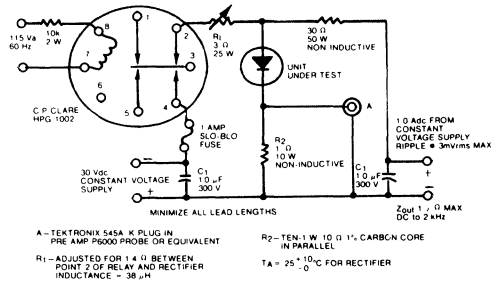 115 Va
60 Hz
10k
2 W
8
1
2
7
3
6
5
4
C.P. CLARE
HPG 1002
R1
3 Ω
25 W
30 Ω
50 W
NON INDUCTIVE
UNIT
UNDER TEST
A
1 AMP
SLO-BLO
FUSE
R2
1 Ω
10 W
NON-INDUCTIVE
1.0 Adc FROM
CONSTANT
VOLTAGE SUPPLY
RIPPLE = 3mVrms MAX
30 Vdc
CONSTANT VOLTAGE
SUPPLY
−
+
C1
1.0 μF
300 V
C1
1.0 μF
300 V
+
−
Zout 1/2 Ω MAX
DC to 2 kHz
MINIMIZE ALL LEAD LENGTHS
A – TEKTRONIX 545A K PLUG IN
PRE AMP P6000 PROBE OR EQUIVALENT
R1 – ADJUSTED FOR 1.4 Ω BETWEEN
POINT 2 OF RELAY AND RECTIFIER
INDUCTANCE ≈ 38 μH
R2 – TEN-1 W 10 Ω 1% CARBON CORE
IN PARALLEL
TA = 25 +10 -0 °C FOR RECTIFIER